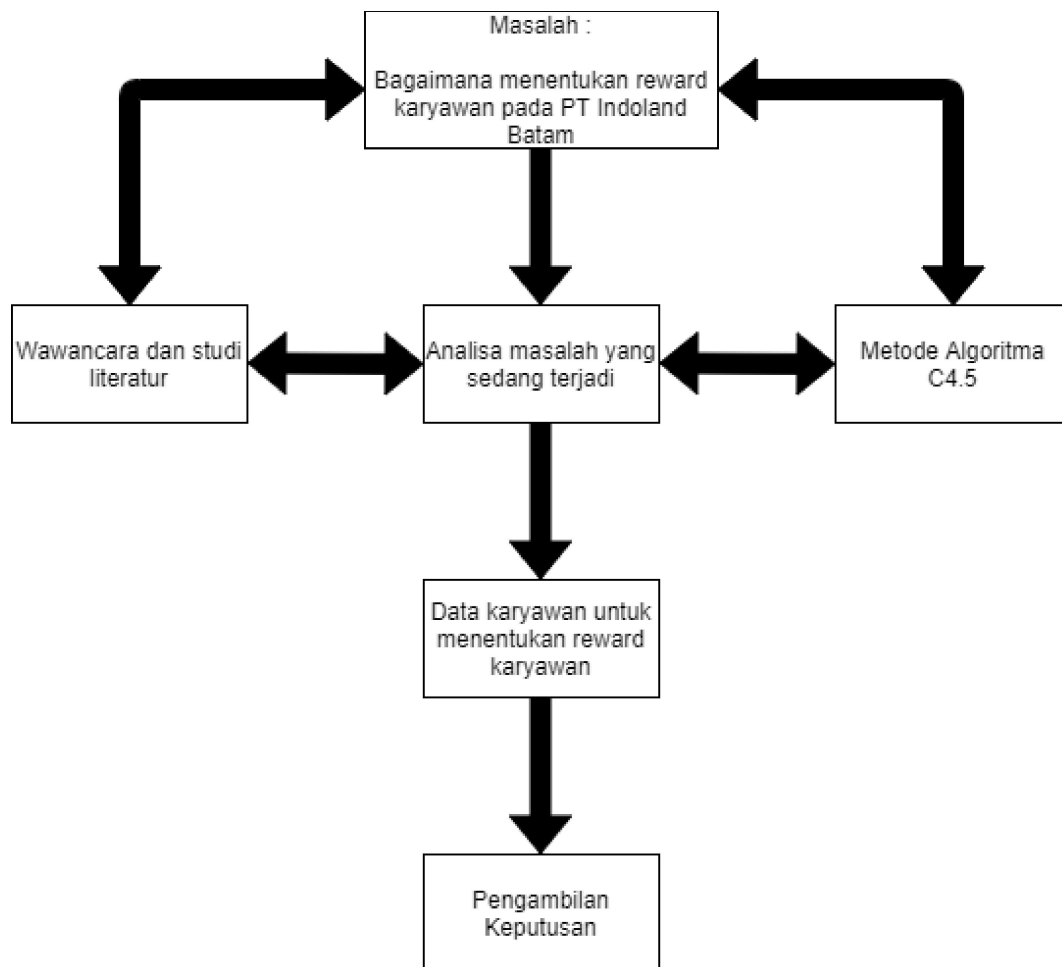 Masalah :
Bagaimana menentukan reward
karyawan pada PT Indoland
Batam
Wawancara dan studi
literatur
Analisa masalah yang
sedang terjadi
Metode Algoritma
C4.5
Data karyawan untuk
menentukan reward
karyawan
Pengambilan
Keputusan